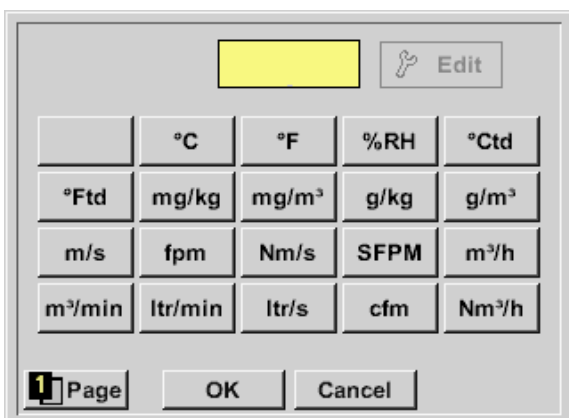 Edit
°C °F %RH °Ctd
°Ftd mg/kg mg/m³ g/kg g/m³
m/s fpm Nm/s SFPM m³/h
m³/min ltr/min ltr/s cfm Nm³/h
1 Page OK Cancel